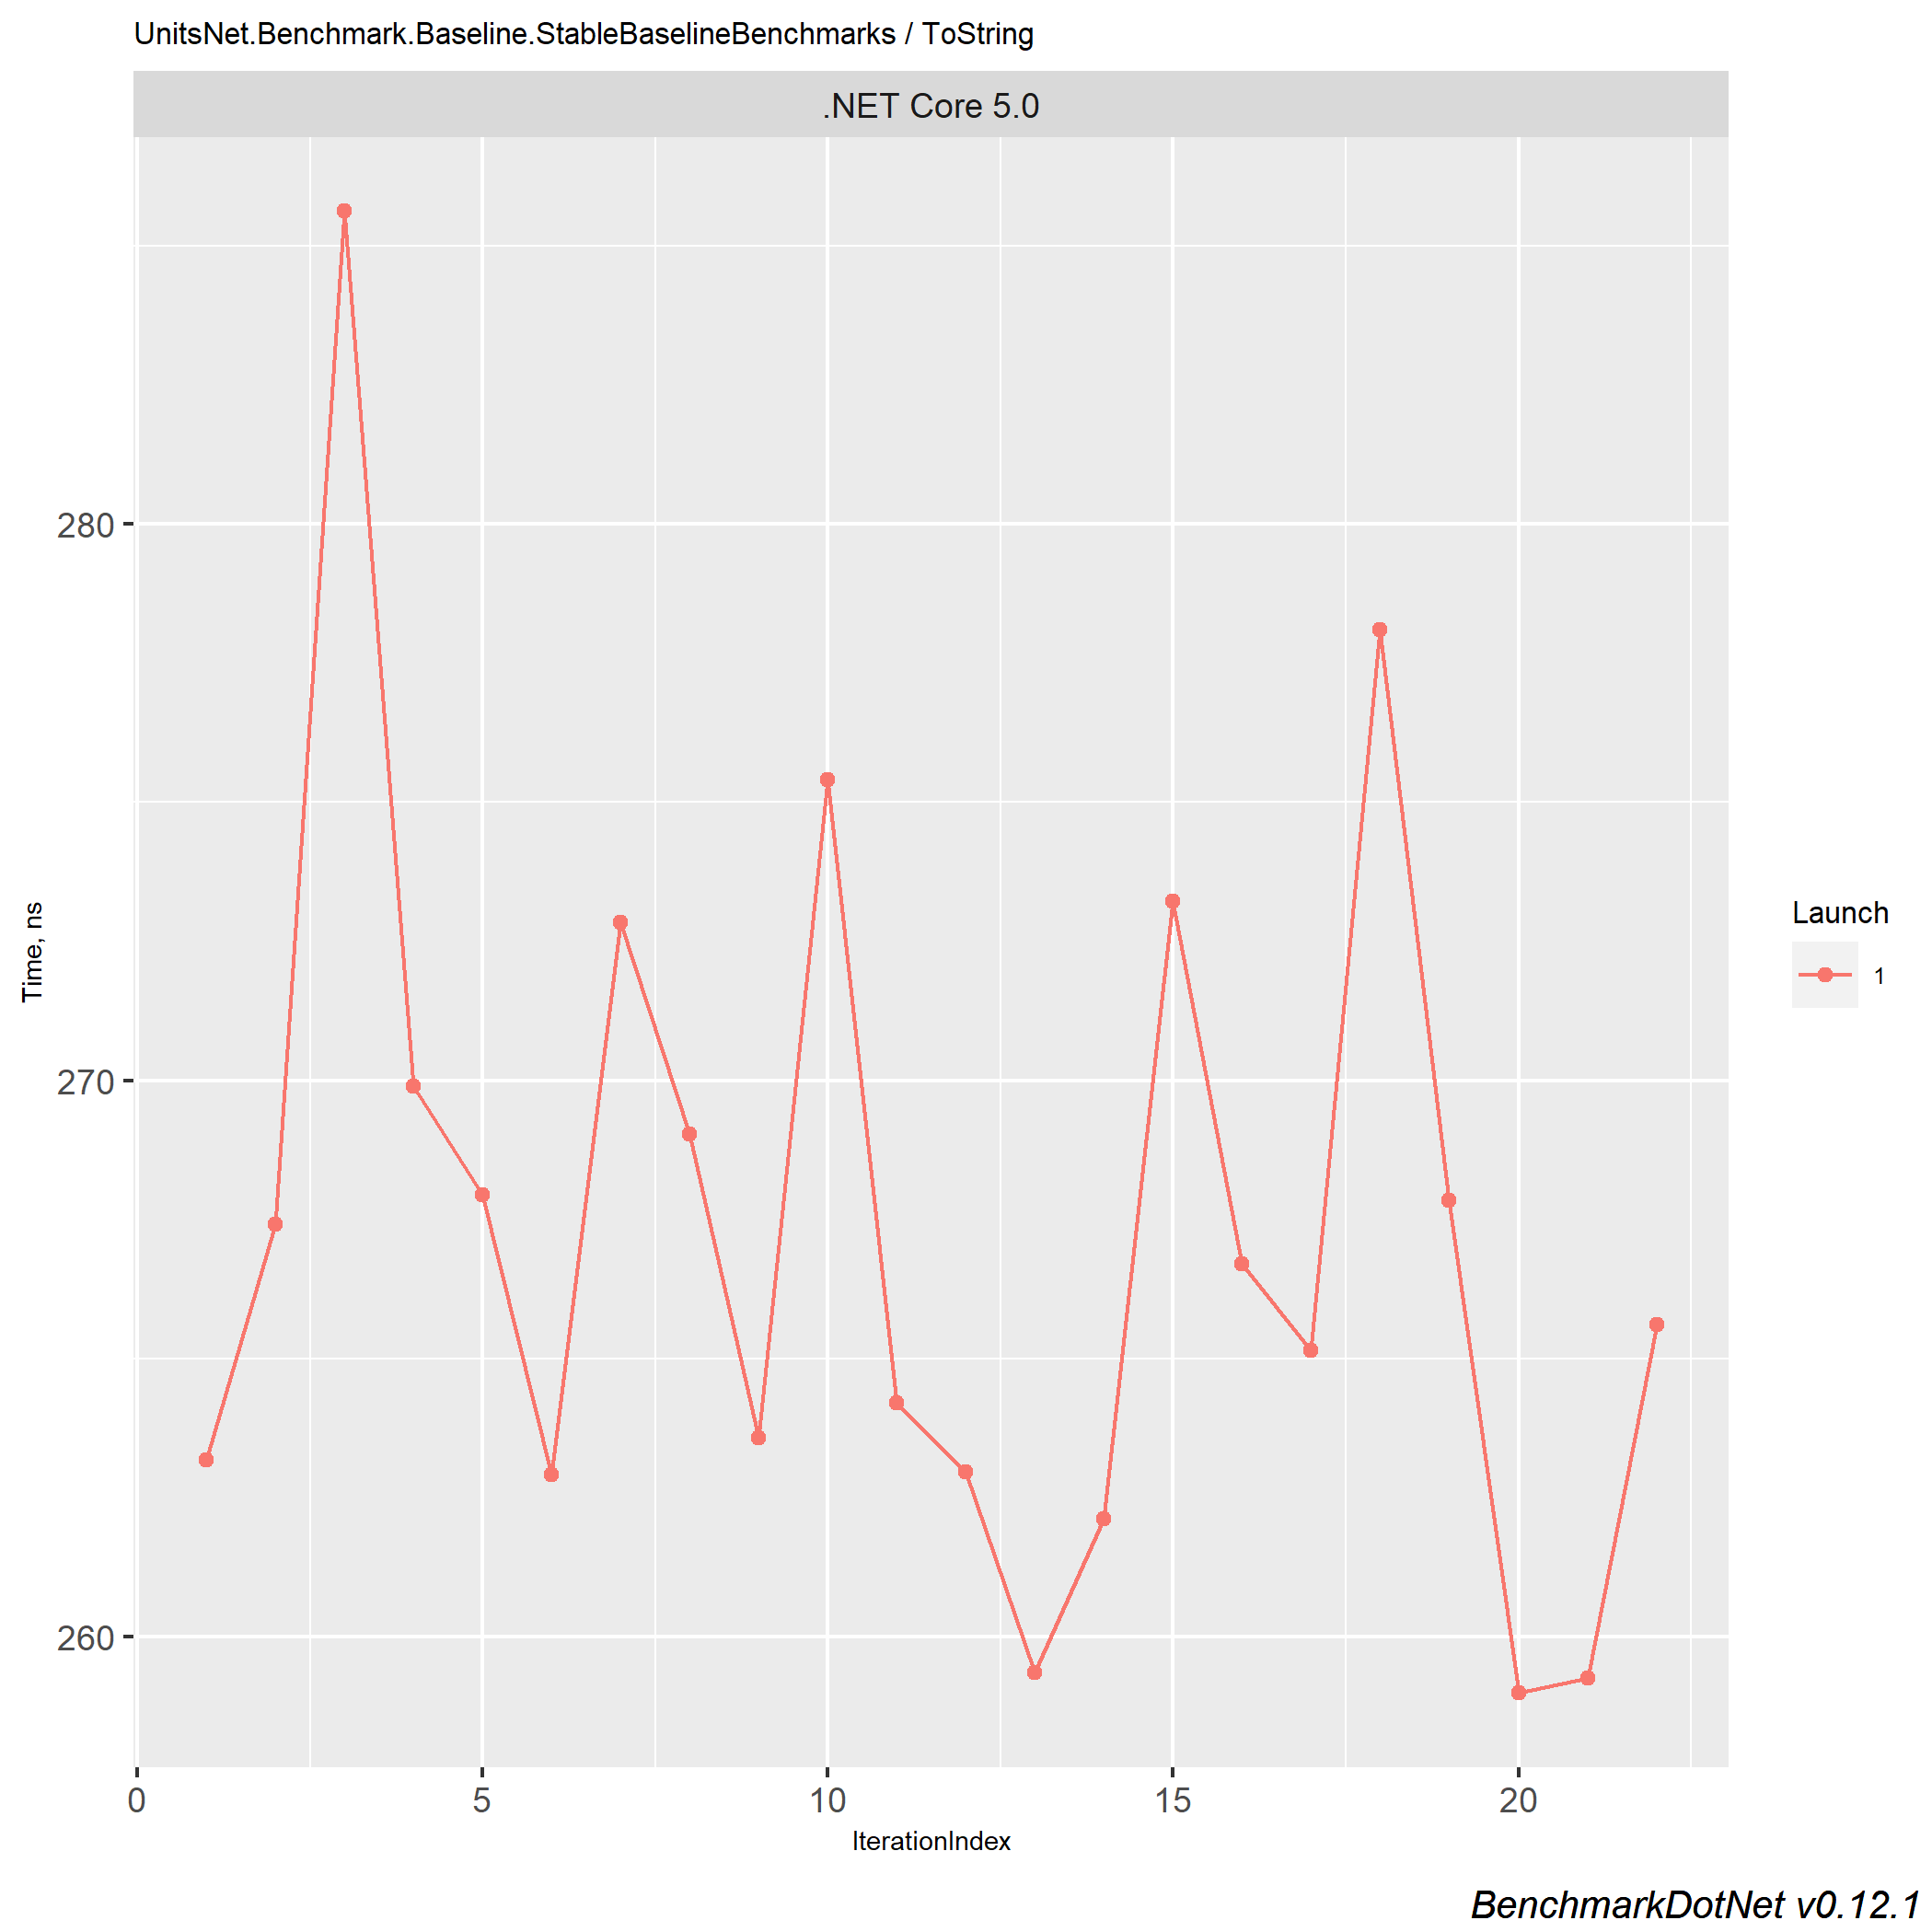 UnitsNet.Benchmark.Baseline.StableBaselineBenchmarks / ToString
.NET Core 5.0
280
270
260
Time, ns
0 5 10 15 20
IterationIndex
Launch
1
BenchmarkDotNet v0.12.1